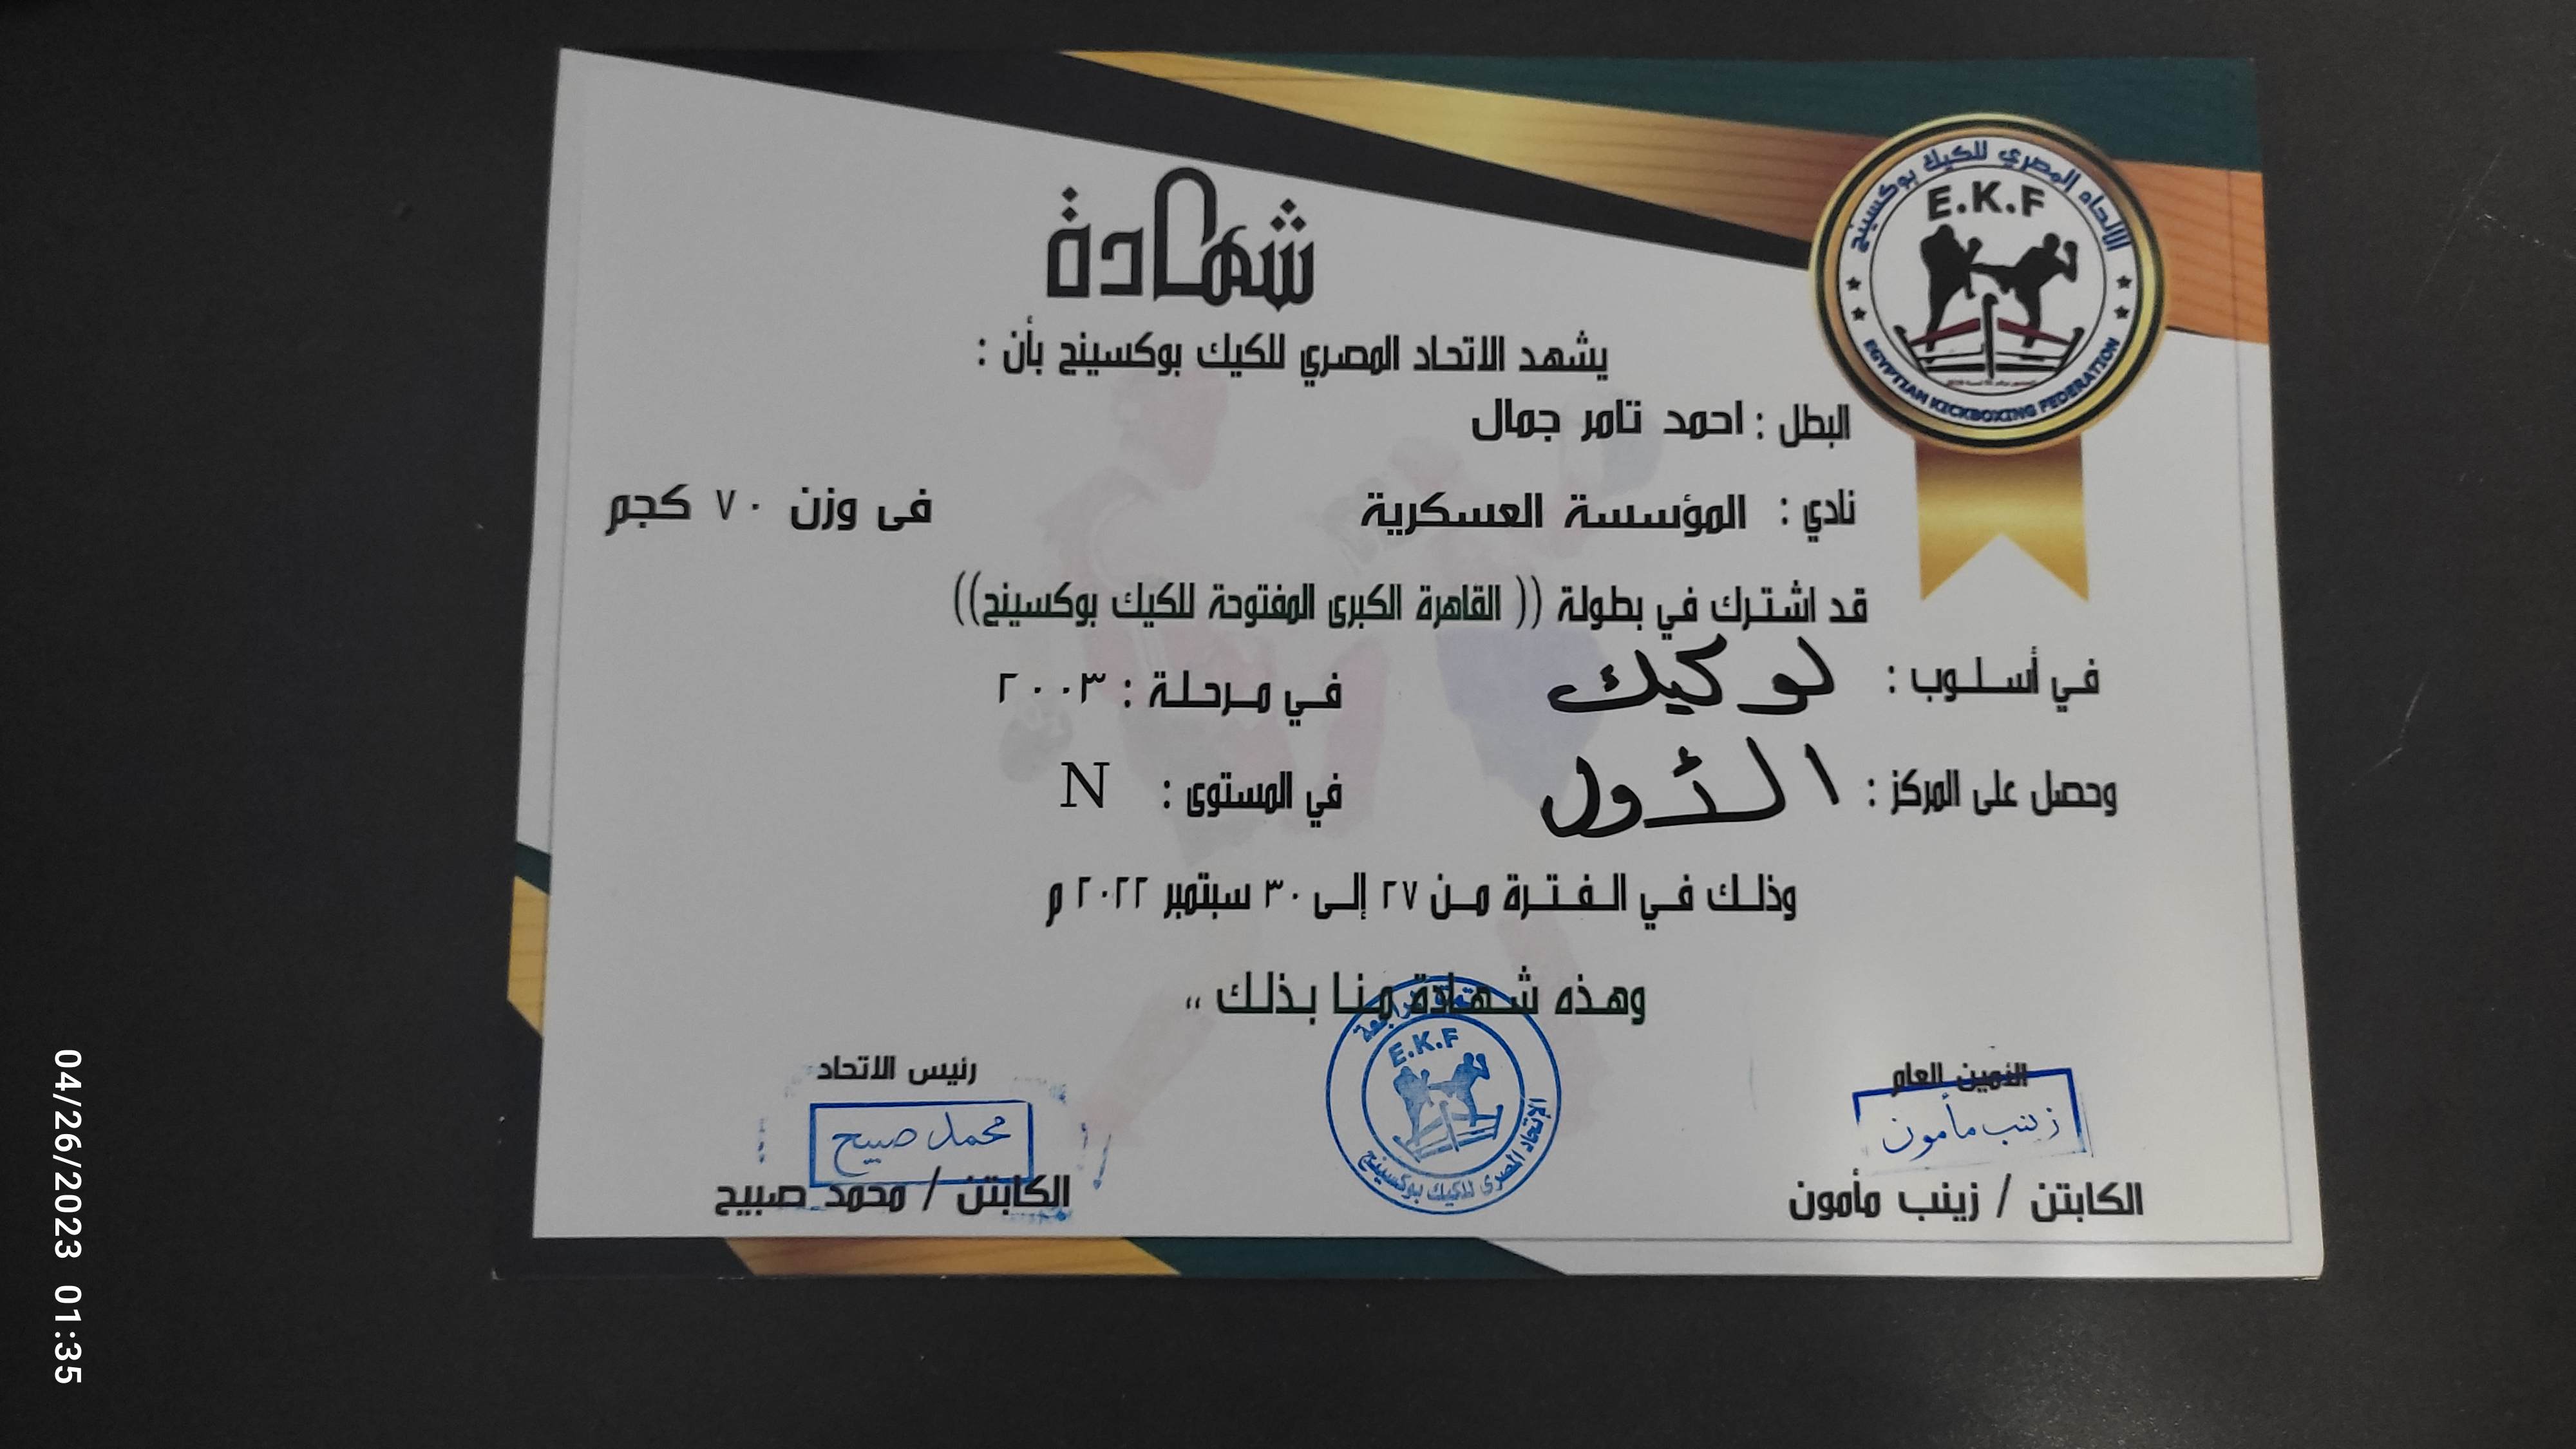 شهادة
يشهد الاتحاد المصري للكيك بوكسينج بأن :
البطل : احمد تامر جمال
نادي : المؤسسة العسكرية فى وزن ٧٠ كجم
قد اشترك في بطولة (( القاهرة الكبرى المفتوحة للكيك بوكسينج))
في أسلوب : لو كيك في مرحلة : ٢٠٠٣
وحصل على المركز : الأول في المستوى : N
وذلك في الفترة من ٢٨ إلى ٣٠ سبتمبر ٢٠٢٢ م
وهذه شهادة منا بذلك ،،
الامين العام
زينب مأمون
الكابتن / زينب مأمون
رئيس الاتحاد
محمد صبيح
الكابتن / محمد صبيح
الاتحاد المصري للكيك بوكسينج
E.K.F
EGYPTIAN KICKBOXING FEDERATION
E.K.F
الاتحاد المصرى للكيك بوكسينج
04/26/2023 01:35